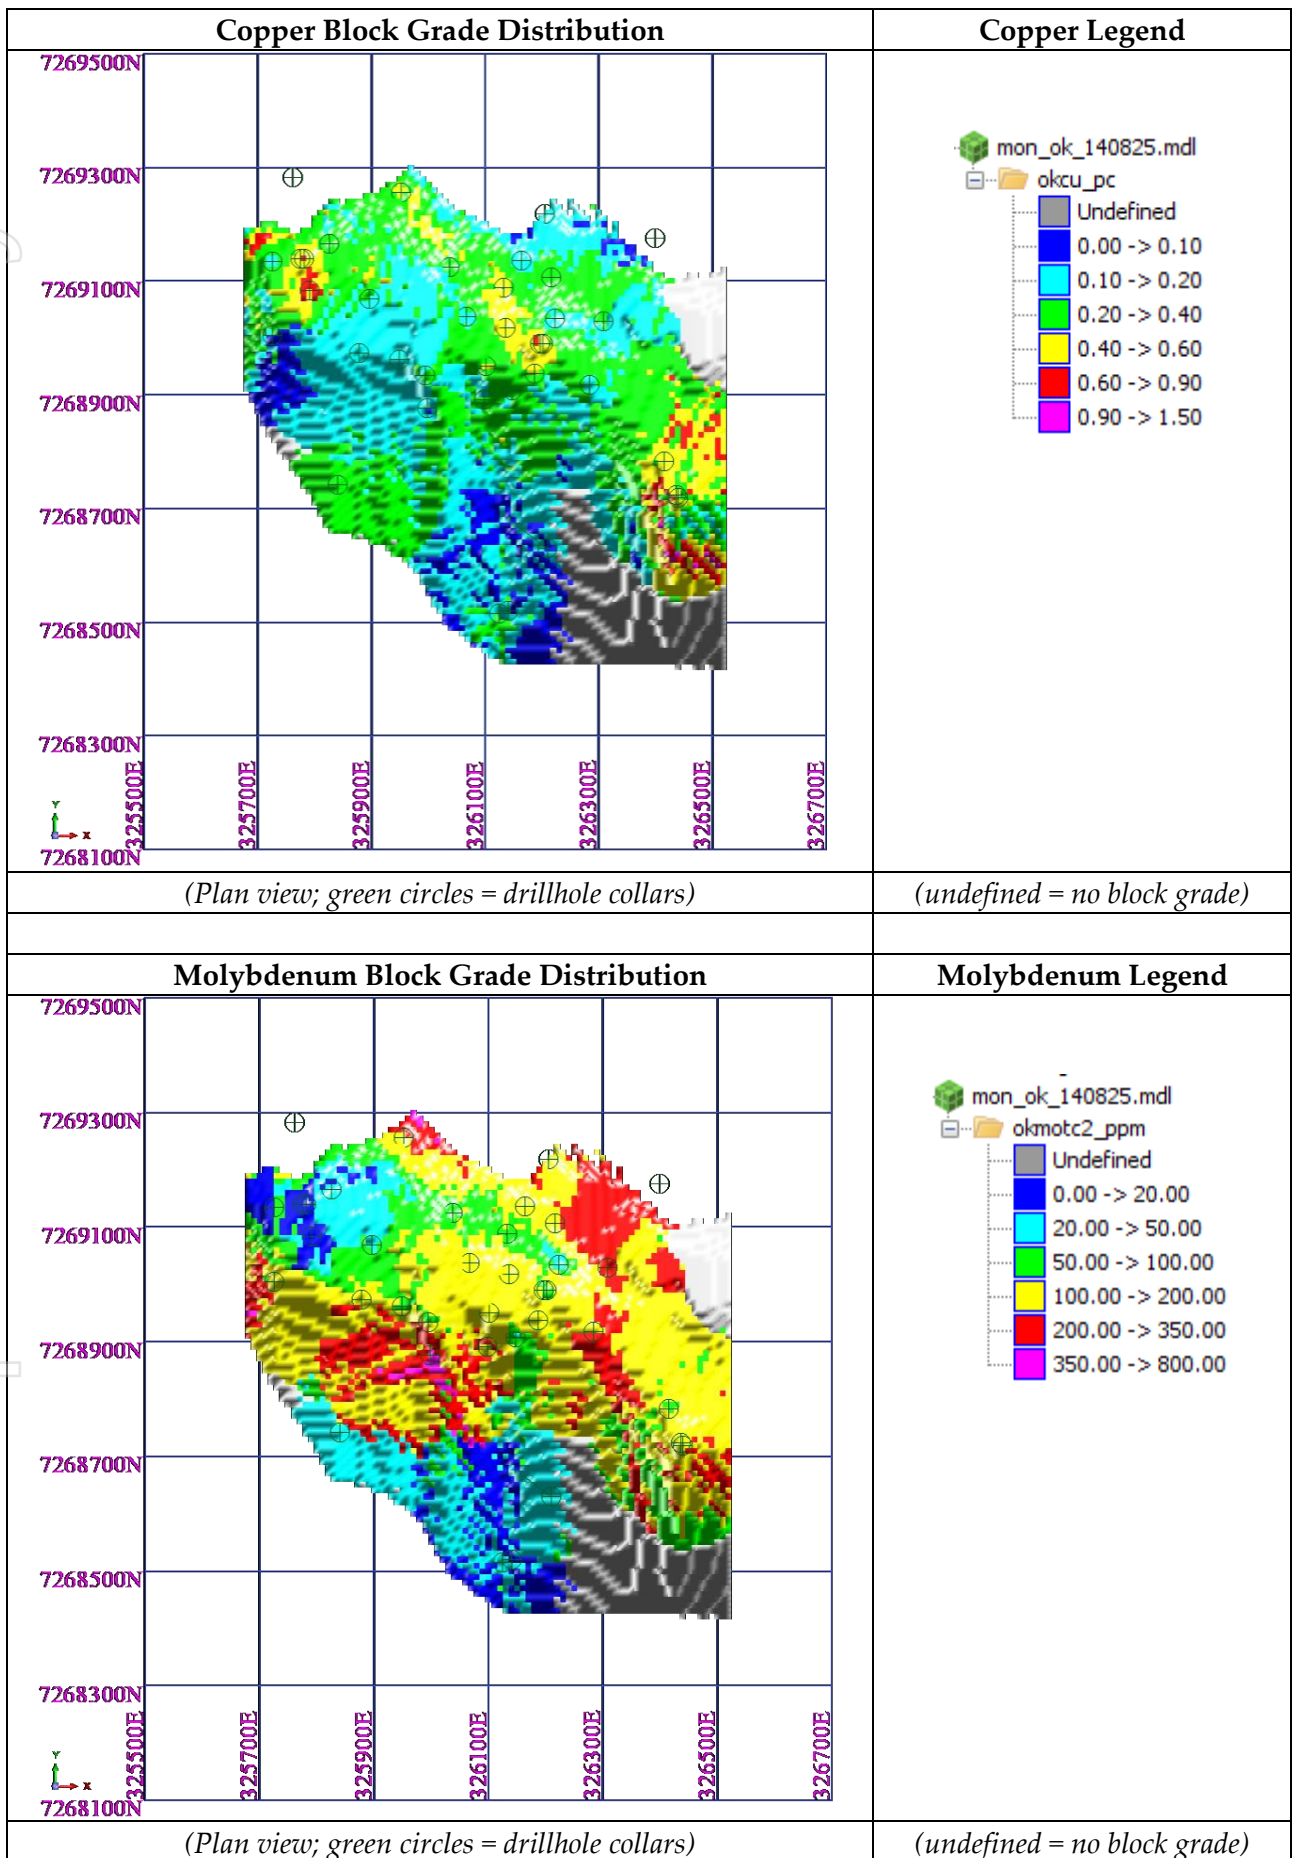 Copper Block Grade Distribution
Copper Legend
7269500N
7269300N
7269100N
7268900N
7268700N
7268500N
7268300N
7268100N
325500E
325700E
325900E
326100E
326300E
326500E
326700E
Y
X
mon_ok_140825.mdl
okcu_pc
Undefined
0.00 -> 0.10
0.10 -> 0.20
0.20 -> 0.40
0.40 -> 0.60
0.60 -> 0.90
0.90 -> 1.50
(Plan view; green circles = drillhole collars)
(undefined = no block grade)
Molybdenum Block Grade Distribution
Molybdenum Legend
7269500N
7269300N
7269100N
7268900N
7268700N
7268500N
7268300N
7268100N
325500E
325700E
325900E
326100E
326300E
326500E
326700E
Y
X
mon_ok_140825.mdl
okmotc2_ppm
Undefined
0.00 -> 20.00
20.00 -> 50.00
50.00 -> 100.00
100.00 -> 200.00
200.00 -> 350.00
350.00 -> 800.00
(Plan view; green circles = drillhole collars)
(undefined = no block grade)